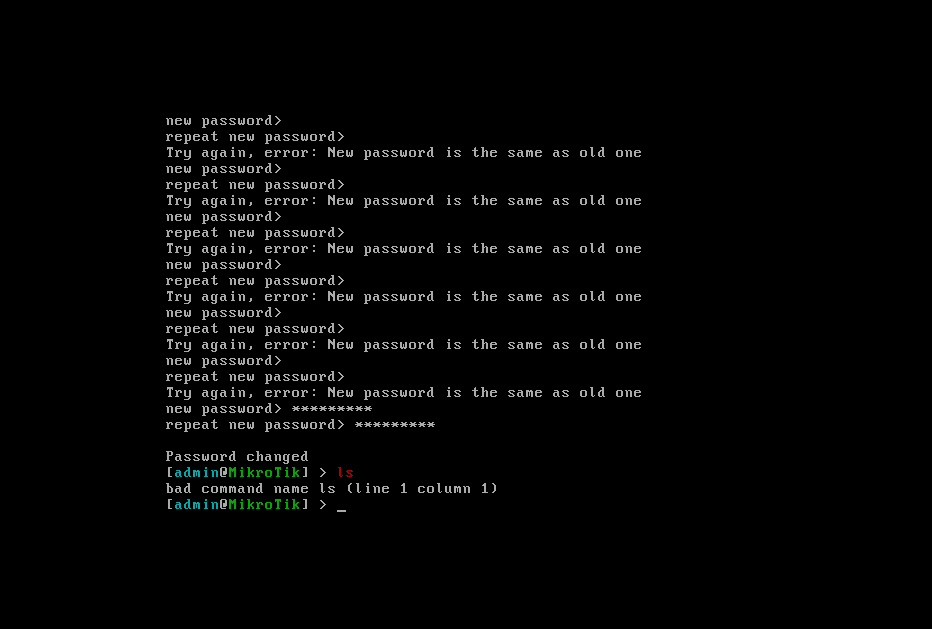 new password>
repeat new password>
Try again, error: New password is the same as old one
new password>
repeat new password>
Try again, error: New password is the same as old one
new password>
repeat new password>
Try again, error: New password is the same as old one
new password>
repeat new password>
Try again, error: New password is the same as old one
new password>
repeat new password>
Try again, error: New password is the same as old one
new password>
repeat new password>
Try again, error: New password is the same as old one
new password> *********
repeat new password> *********

Password changed
[admin@MikroTik] > ls
bad command name ls (line 1 column 1)
[admin@MikroTik] > _